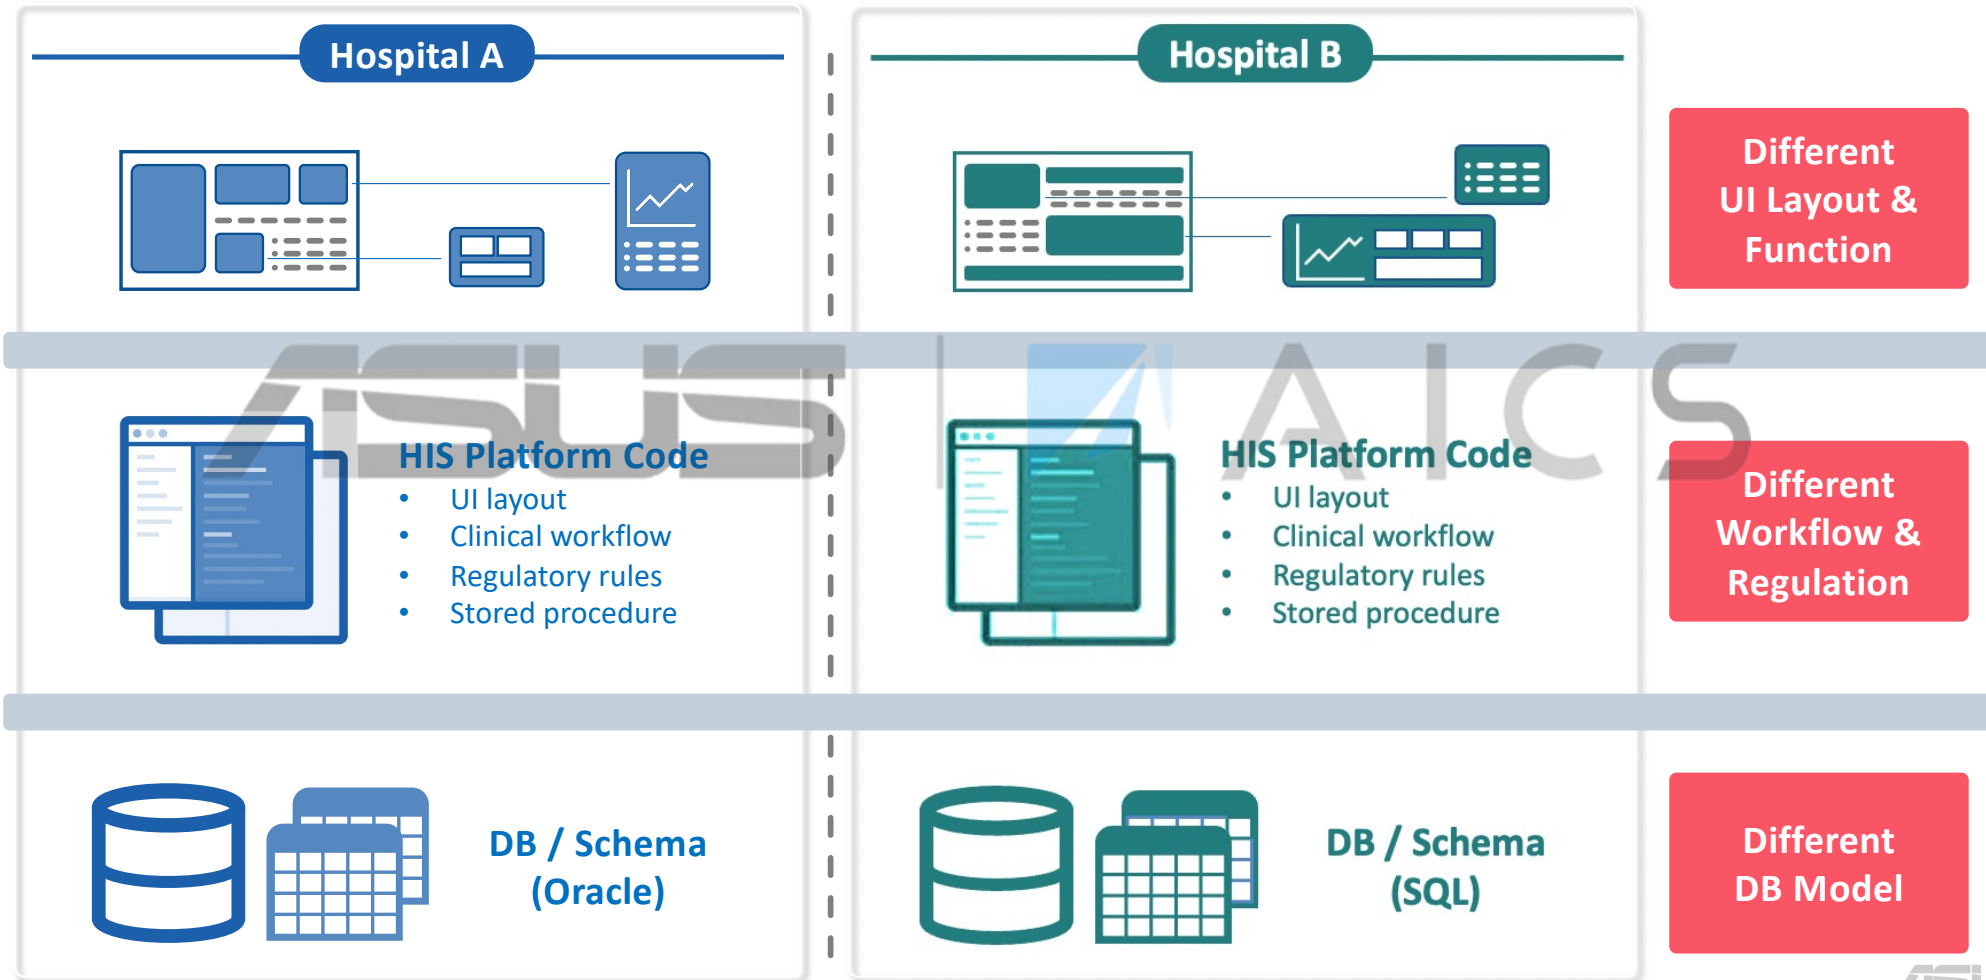 Hospital A
Hospital B
Different
UI Layout &
Function
ASUS AICS
HIS Platform Code
• UI layout
• Clinical workflow
• Regulatory rules
• Stored procedure
HIS Platform Code
• UI layout
• Clinical workflow
• Regulatory rules
• Stored procedure
Different
Workflow &
Regulation
DB / Schema
(Oracle)
DB / Schema
(SQL)
Different
DB Model